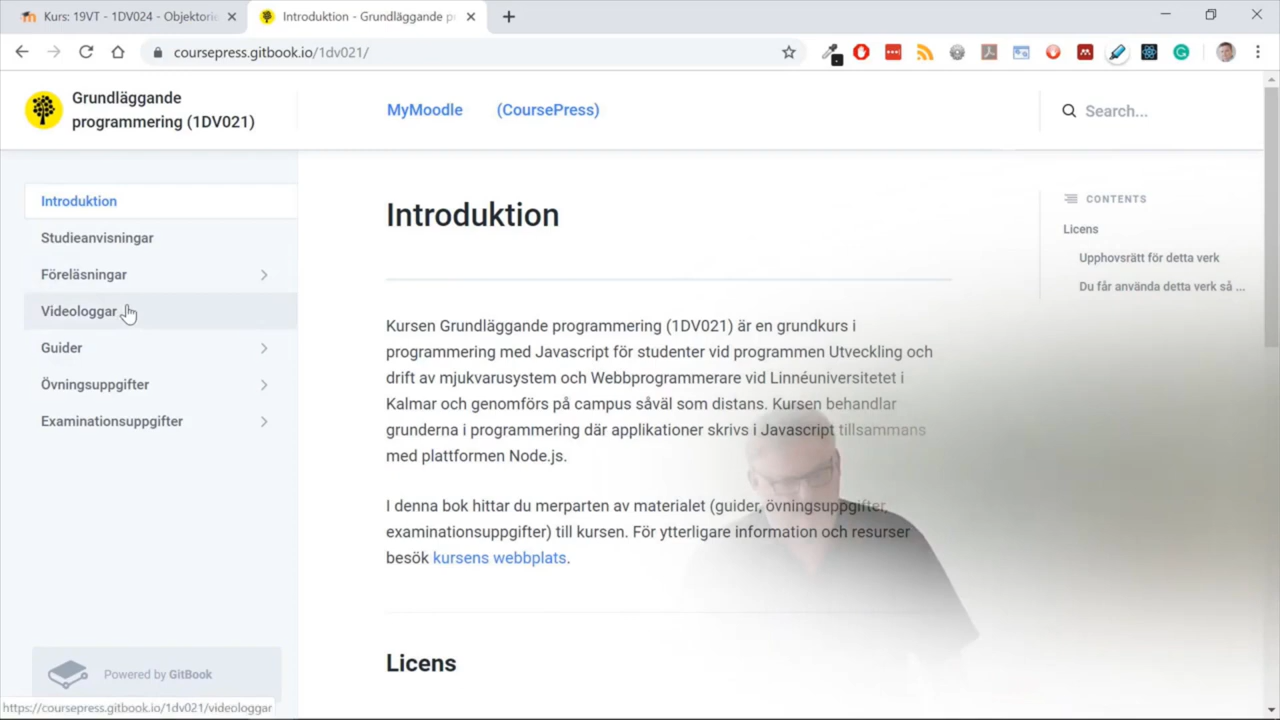 Kurs: 19VT - 1DV024 - Objektorie
Introduktion - Grundläggande pr
coursepress.gitbook.io/1dv021/
Grundläggande
programmering (1DV021)
MyMoodle
(CoursePress)
Search...
Introduktion
Studieanvisningar
Föreläsningar
Videologgar
Guider
Övningsuppgifter
Examinationsuppgifter
Powered by GitBook
https://coursepress.gitbook.io/1dv021/videologgar
Introduktion
Kursen Grundläggande programmering (1DV021) är en grundkurs i
programmering med Javascript för studenter vid programmen Utveckling och
drift av mjukvarusystem och Webbprogrammerare vid Linnéuniversitetet i
Kalmar och genomförs på campus såväl som distans. Kursen behandlar
grunderna i programmering där applikationer skrivs i Javascript tillsammans
med plattformen Node.js.
I denna bok hittar du merparten av materialet (guider, övningsuppgifter,
examinationsuppgifter) till kursen. För ytterligare information och resurser
besök kursens webbplats.
Licens
CONTENTS
Licens
Upphovsrätt för detta verk
Du får använda detta verk så ...